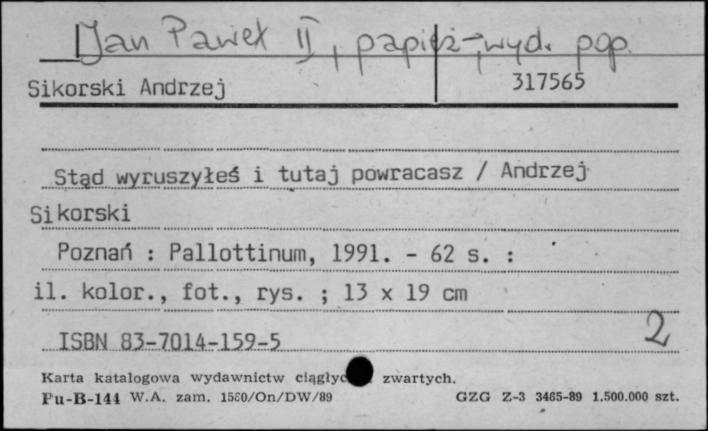 Jan Paweł II, papież - wyd. pop.
Sikorski Andrzej 317565
Stąd wyruszyłeś i tutaj powracasz / Andrzej
Sikorski
Poznań : Pallottinum, 1991. - 62 s. :
il. kolor., fot., rys. ; 13 x 19 cm
ISBN 83-7014-159-5
2
Karta katalogowa wydawnictw zwartych.
Pu-B-144 W.A. zam. 1560/On/DW/89 GZG Z-3 3465-89 1.500.000 szt.